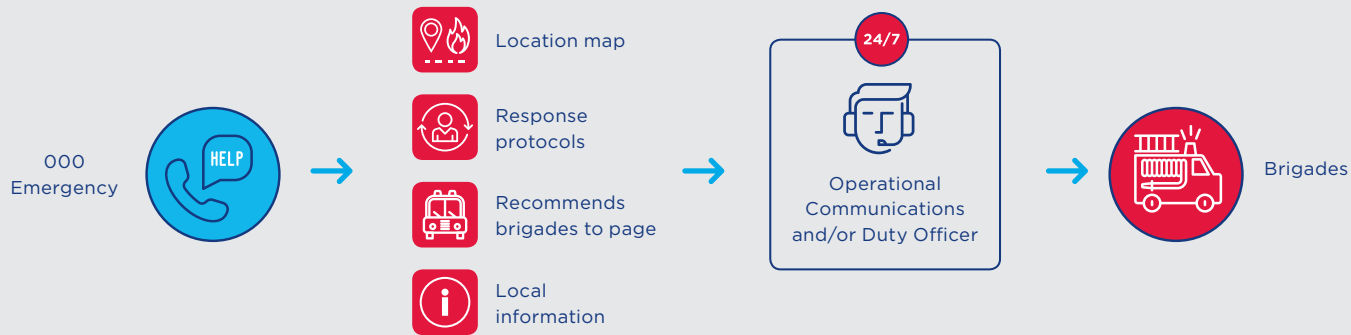 000
Emergency
HELP
Location map
Response
protocols
Recommends
brigades to page
Local
information
24/7
Operational
Communications
and/or Duty Officer
Brigades